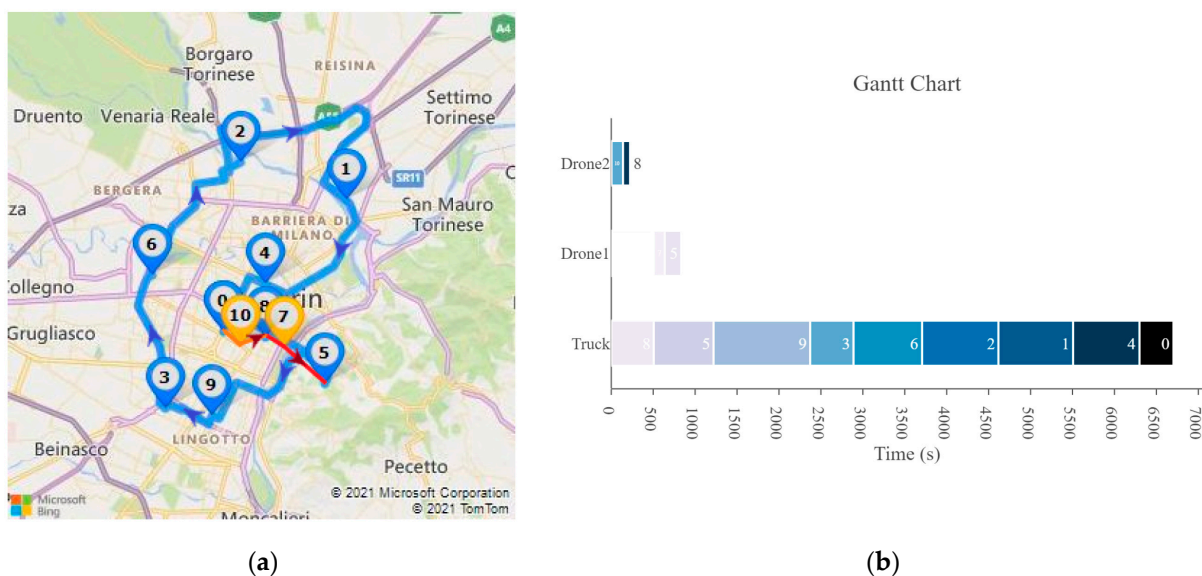 Borgaro
Torinese
REISINA
A4
Settimo
Torinese
Druento
Venaria Reale
2
1
SR11
BERGERA
San Mauro
Torinese
BARRIERA DI
MILANO
6
4
Collegno
0
8
10
7
Grugliasco
5
3
9
LINGOTTO
Beinasco
Pecetto
Microsoft
Bing
© 2021 Microsoft Corporation
© 2021 TomTom
Moncalieri
(a)
Gantt Chart
Drone2
8
Drone1
5
Truck
8 5 9 3 6 2 1 4 0
0 500 1000 1500 2000 2500 3000 3500 4000 4500 5000 5500 6000 6500 7000
Time (s)
(b)